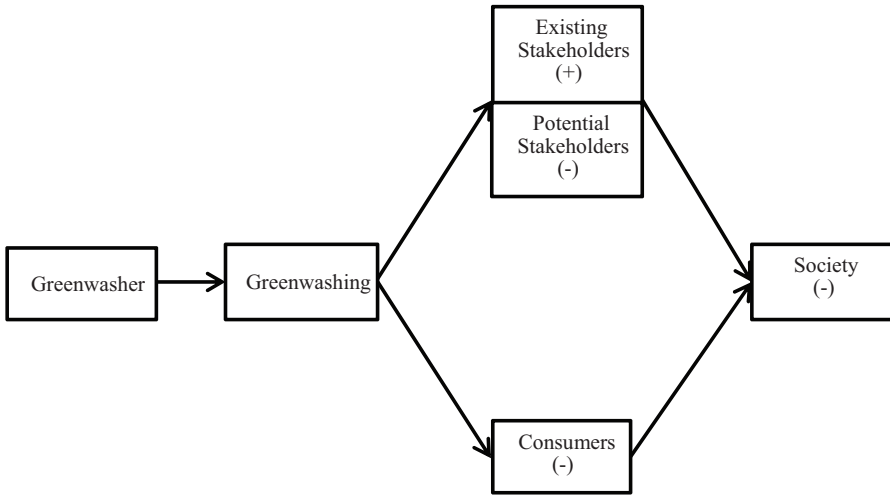 Existing
Stakeholders
(+)
Potential
Stakeholders
(-)
Greenwasher
Greenwashing
Society
(-)
Consumers
(-)